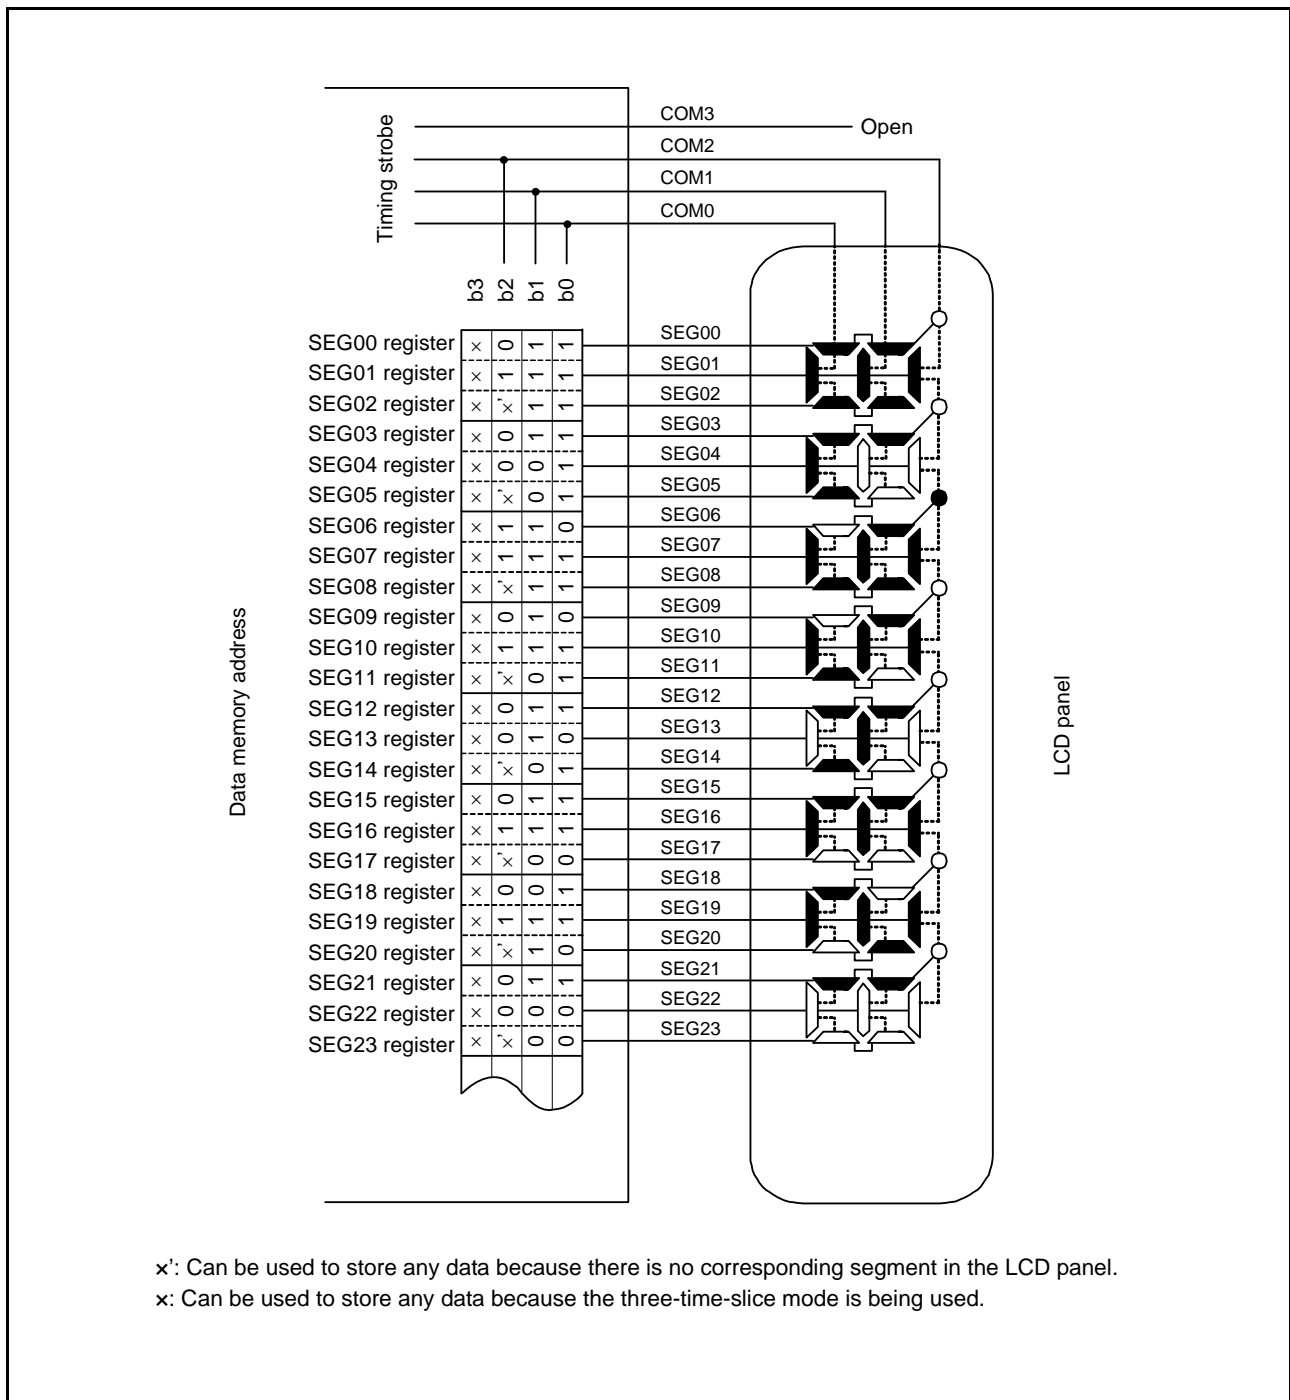 COM3
Open
COM2
COM1
COM0
Timing strobe
b3 b2 b1 b0
SEG00 register × 0 1 1 SEG00
SEG01 register × 1 1 1 SEG01
SEG02 register × ×' 1 1 SEG02
SEG03 register × 0 1 1 SEG03
SEG04 register × 0 0 1 SEG04
SEG05 register × ×' 0 1 SEG05
SEG06 register × 1 1 0 SEG06
SEG07 register × 1 1 1 SEG07
SEG08 register × ×' 1 1 SEG08
SEG09 register × 0 1 0 SEG09
SEG10 register × 1 1 1 SEG10
SEG11 register × ×' 0 1 SEG11
SEG12 register × 0 1 1 SEG12
SEG13 register × 0 1 0 SEG13
SEG14 register × ×' 0 1 SEG14
SEG15 register × 0 1 1 SEG15
SEG16 register × 1 1 1 SEG16
SEG17 register × ×' 0 0 SEG17
SEG18 register × 0 0 1 SEG18
SEG19 register × 1 1 1 SEG19
SEG20 register × ×' 1 0 SEG20
SEG21 register × 0 1 1 SEG21
SEG22 register × 0 0 0 SEG22
SEG23 register × ×' 0 0 SEG23
Data memory address
LCD panel
×': Can be used to store any data because there is no corresponding segment in the LCD panel.
×: Can be used to store any data because the three-time-slice mode is being used.